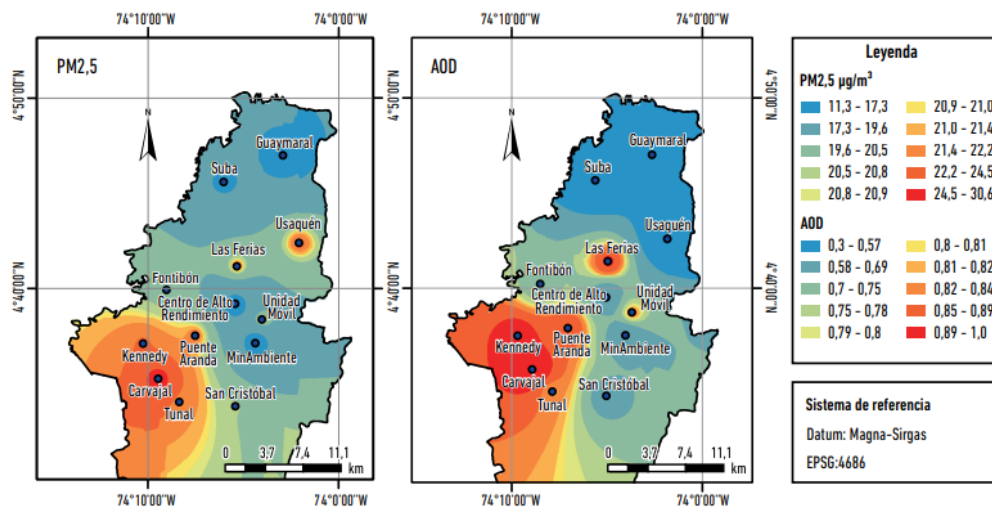 74°10'00"W 74°0'00"W 74°10'00"W 74°0'00"W
PM2,5
AOD
4°50'00"N
4°40'00"N
4°50'00"N
4°40'00"N
N
Guaymaral
Suba
Usaquén
Las Ferias
Fontibón
Centro de Alto
Rendimiento
Unidad
Móvil
Kennedy
Puente
Aranda
MinAmbiente
Carvajal
San Cristóbal
Tunal
0 3,7 7,4 11,1
km
74°10'00"W 74°0'00"W
N
Guaymaral
Suba
Usaquén
Las Ferias
Fontibón
Centro de Alto
Rendimiento
Unidad
Móvil
Kennedy
Puente
Aranda
MinAmbiente
Carvajal
San Cristóbal
Tunal
0 3,7 7,4 11,1
km
74°10'00"W 74°0'00"W
Leyenda
PM2,5 µg/m³
11,3 - 17,3 20,9 - 21,0
17,3 - 19,6 21,0 - 21,4
19,6 - 20,5 21,4 - 22,2
20,5 - 20,8 22,2 - 24,5
20,8 - 20,9 24,5 - 30,6
AOD
0,3 - 0,57 0,8 - 0,81
0,58 - 0,69 0,81 - 0,82
0,7 - 0,75 0,82 - 0,84
0,75 - 0,78 0,85 - 0,89
0,79 - 0,8 0,89 - 1,0
Sistema de referencia
Datum: Magna-Sirgas
EPSG:4686